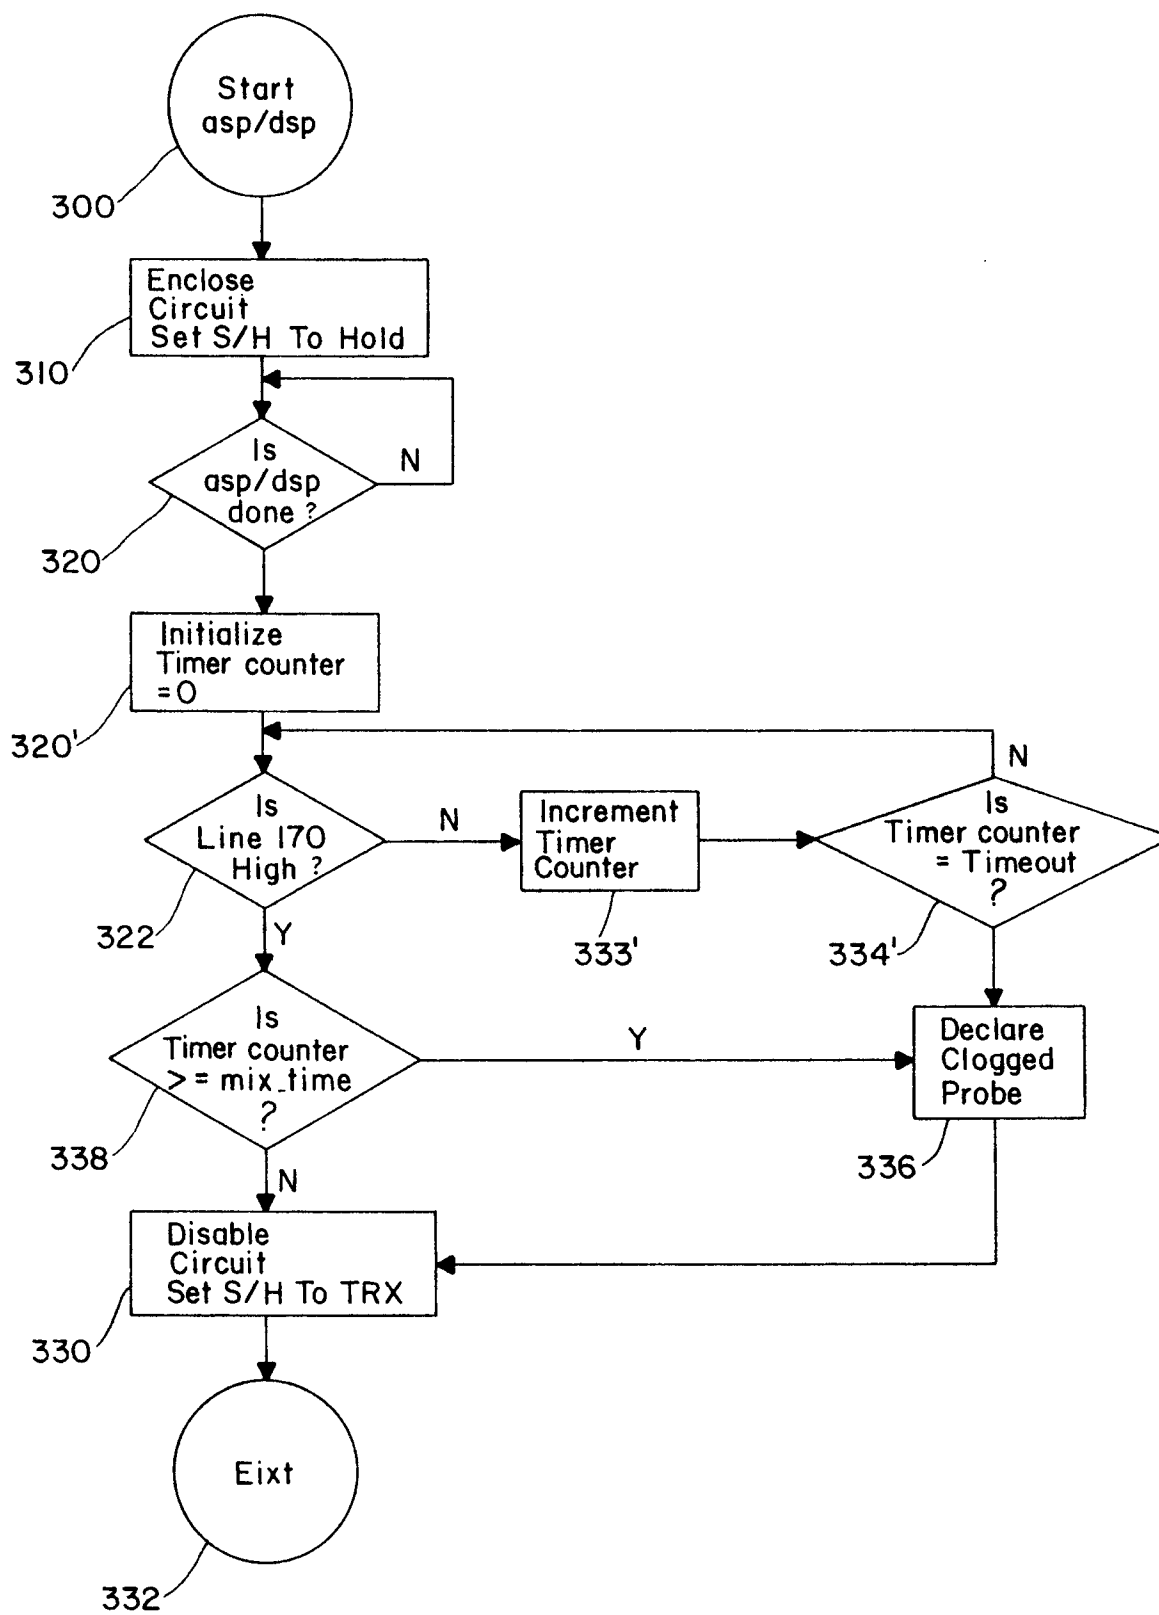 Start
asp/dsp
300
Enclose
Circuit
Set S/H To Hold
310
Is
asp/dsp
done ?
N
320
Initialize
Timer counter
= 0
320'
N
Is
Line 170
High ?
N
Increment
Timer
Counter
Is
Timer counter
= Timeout
?
322
Y
333'
334'
Is
Timer counter
> = mix_time
?
Y
Declare
Clogged
Probe
338
N
336
Disable
Circuit
Set S/H To TRX
330
Eixt
332